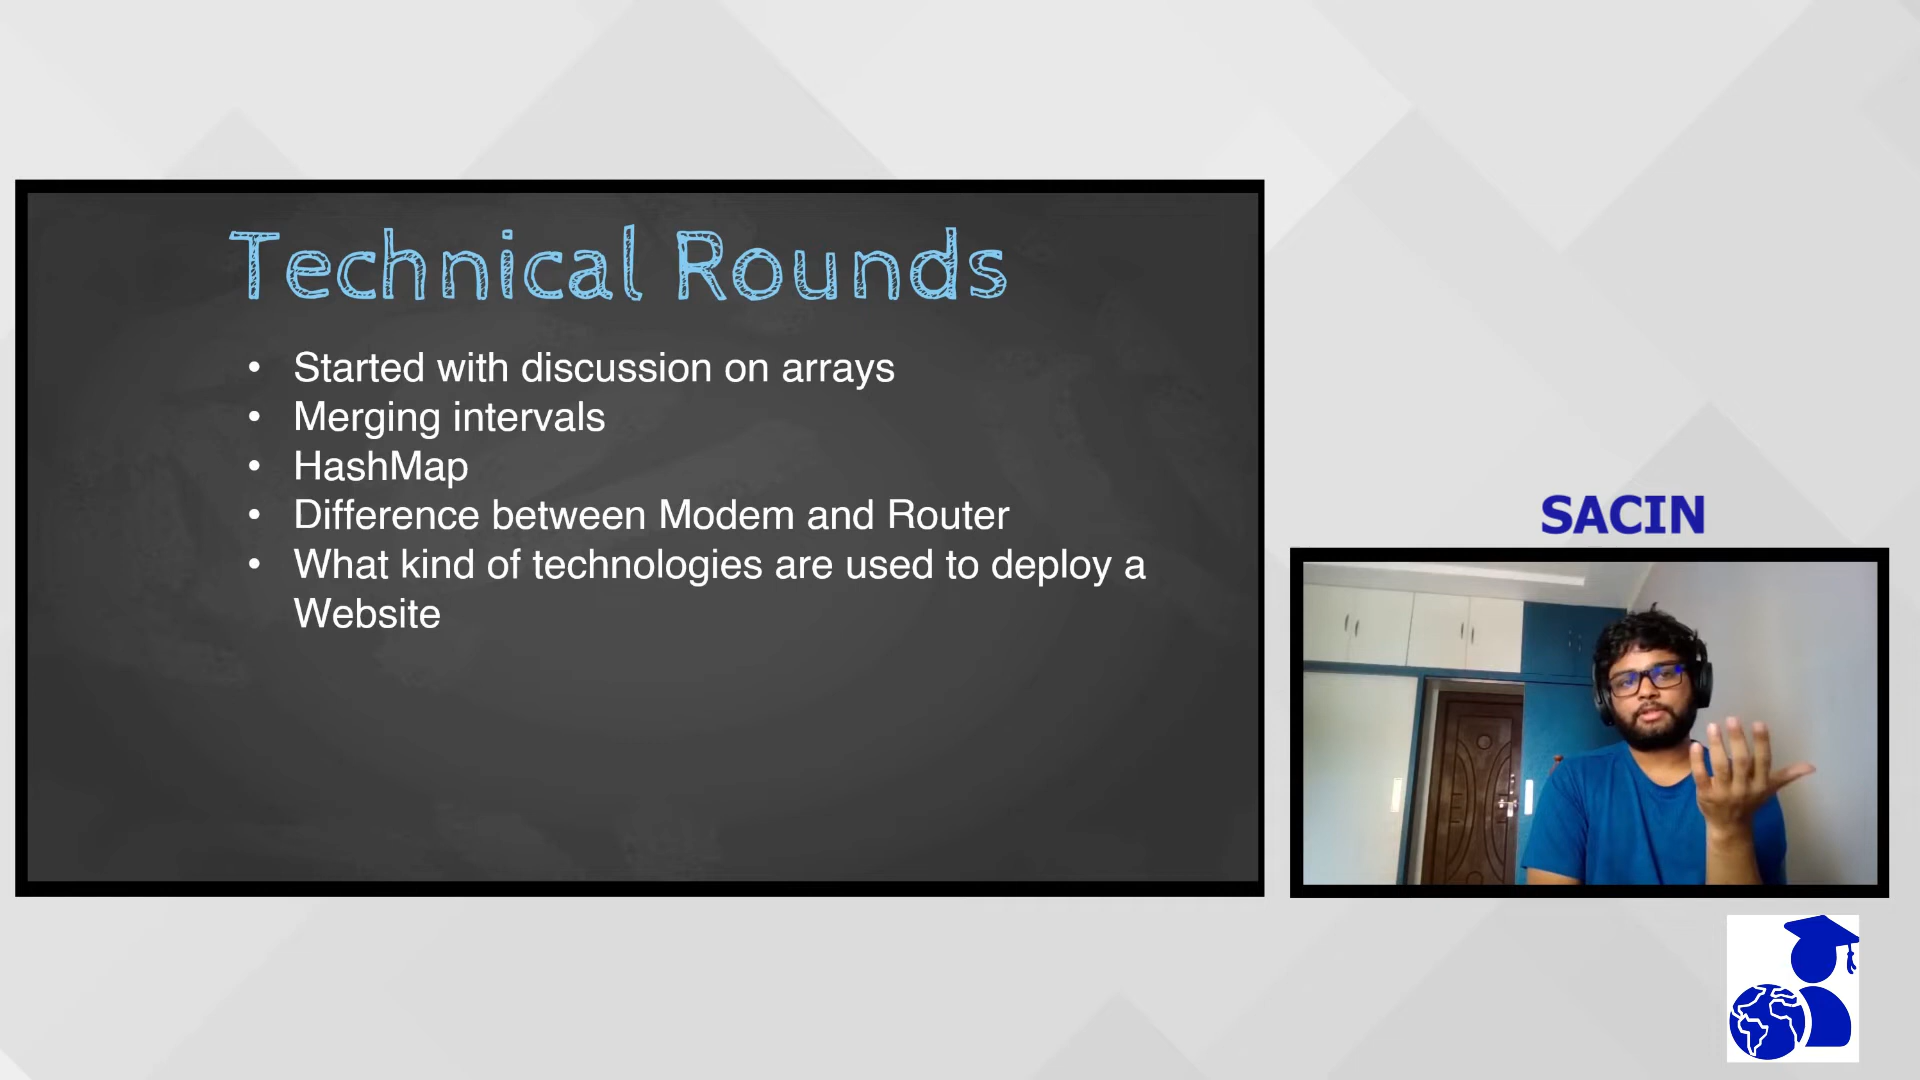 Technical Rounds
• Started with discussion on arrays
• Merging intervals
• HashMap
• Difference between Modem and Router
• What kind of technologies are used to deploy a
Website
SACIN